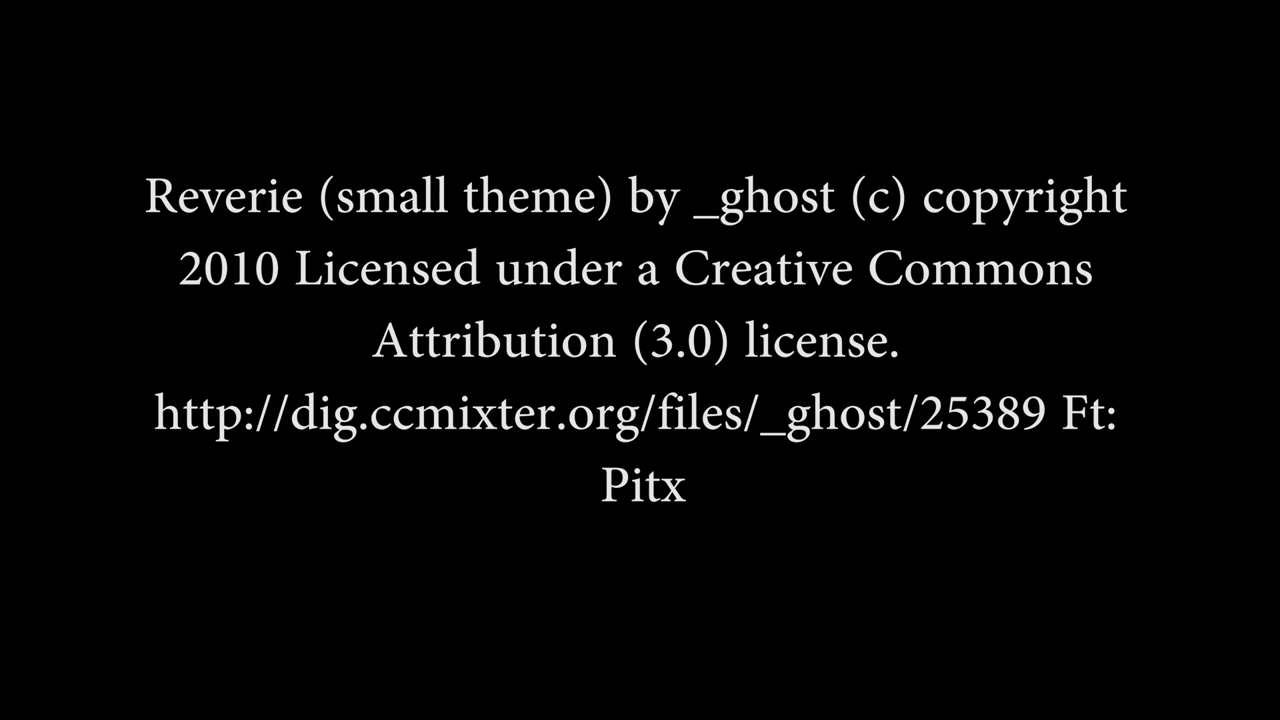 Reverie (small theme) by _ghost (c) copyright
2010 Licensed under a Creative Commons
Attribution (3.0) license.
http://dig.ccmixter.org/files/_ghost/25389 Ft:
Pitx